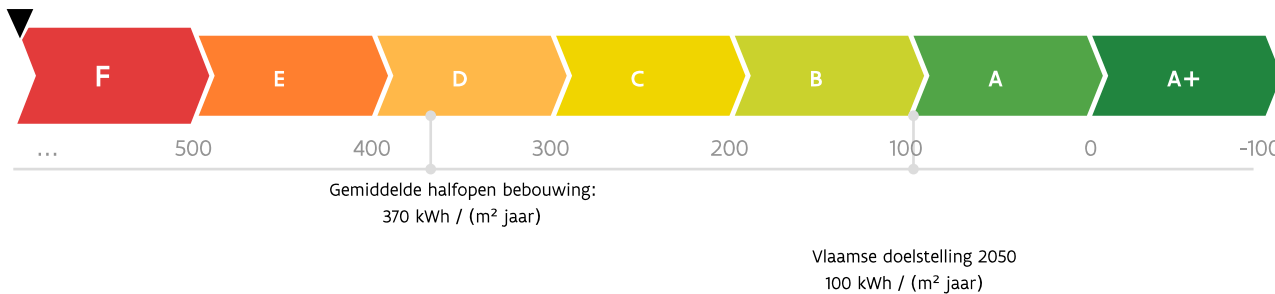 F E D C B A A+
... 500 400 300 200 100 0 -100
Gemiddelde halfopen bebouwing:
370 kWh / (m² jaar)
Vlaamse doelstelling 2050
100 kWh / (m² jaar)